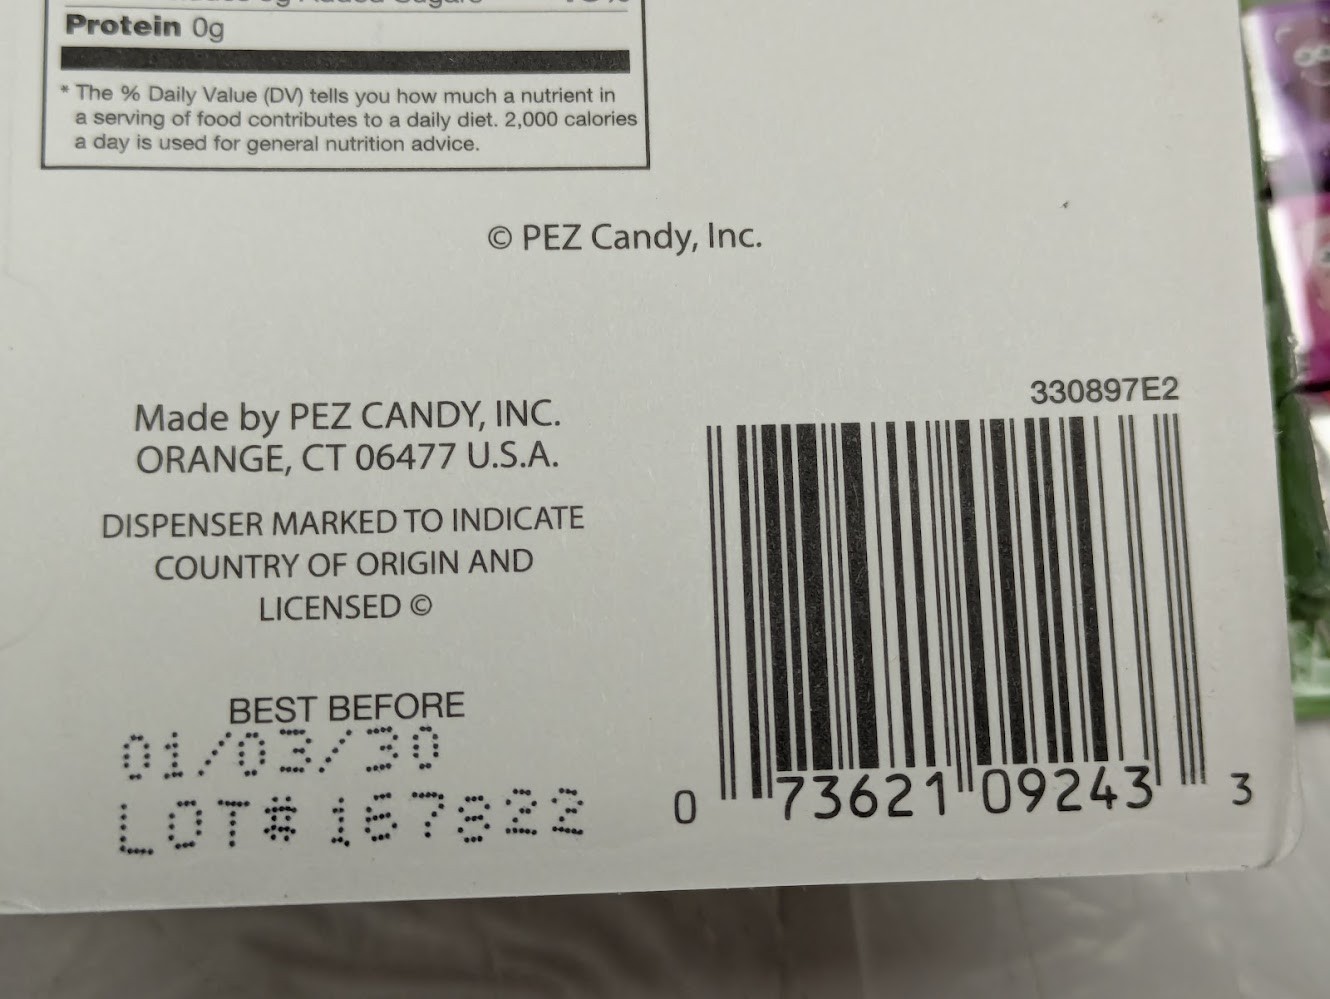 Protein 0g
* The % Daily Value (DV) tells you how much a nutrient in
a serving of food contributes to a daily diet. 2,000 calories
a day is used for general nutrition advice.
© PEZ Candy, Inc.
Made by PEZ CANDY, INC.
ORANGE, CT 06477 U.S.A.
DISPENSER MARKED TO INDICATE
COUNTRY OF ORIGIN AND
LICENSED ©
BEST BEFORE
01/03/30
LOT# 167822
330897E2
0 73621 09243 3